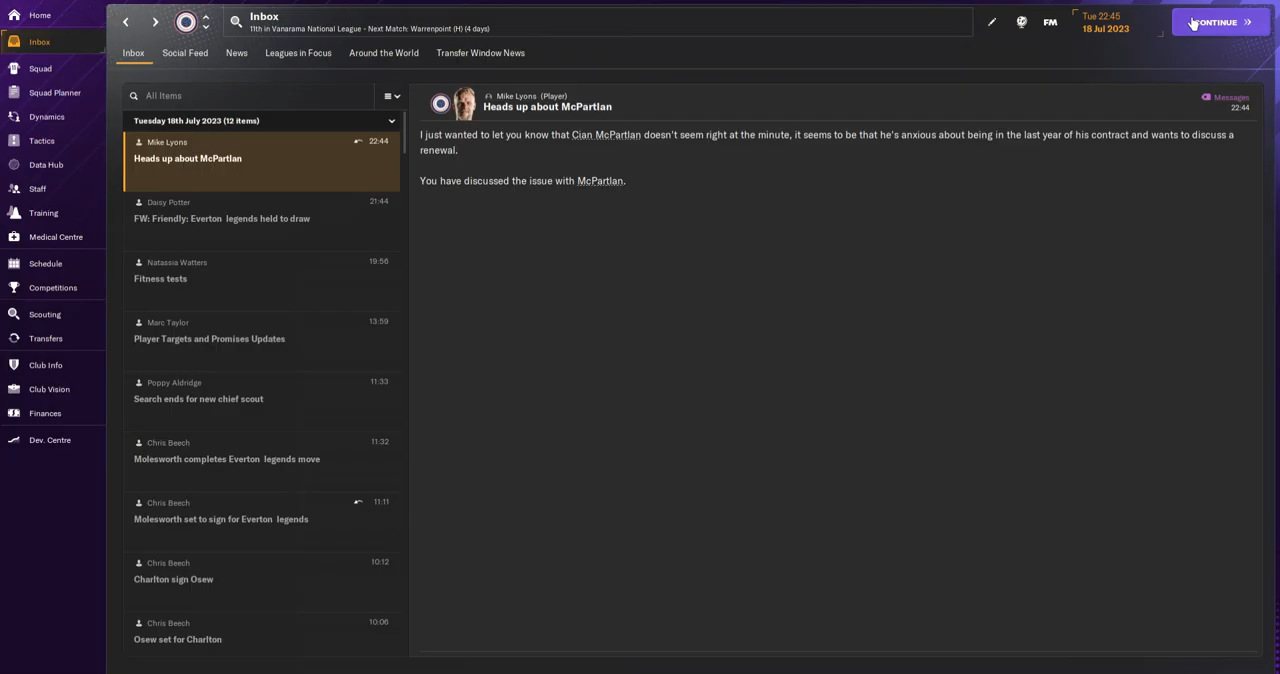 Home
Inbox
Squad
Squad Planner
Dynamics
Tactics
Data Hub
Staff
Training
Medical Centre
Schedule
Competitions
Scouting
Transfers
Club Info
Club Vision
Finances
Dev. Centre
Inbox
11th in Vanarama National League - Next Match: Warrenpoint (H) (4 days)
FM
Tue 22:45
18 Jul 2023
CONTINUE
Inbox Social Feed News Leagues in Focus Around the World Transfer Window News
All Items
Tuesday 18th July 2023 (12 items)
Mike Lyons 22:44
Heads up about McPartlan
Daisy Potter 21:44
FW: Friendly: Everton legends held to draw
Natassia Watters 19:56
Fitness tests
Marc Taylor 13:59
Player Targets and Promises Updates
Poppy Aldridge 11:33
Search ends for new chief scout
Chris Beech 11:32
Molesworth completes Everton legends move
Chris Beech 11:11
Molesworth set to sign for Everton legends
Chris Beech 10:12
Charlton sign Osew
Chris Beech 10:06
Osew set for Charlton
Mike Lyons (Player)
Heads up about McPartlan
Messages
22:44
I just wanted to let you know that Cian McPartlan doesn't seem right at the minute, it seems to be that he's anxious about being in the last year of his contract and wants to discuss a
renewal.
You have discussed the issue with McPartlan.